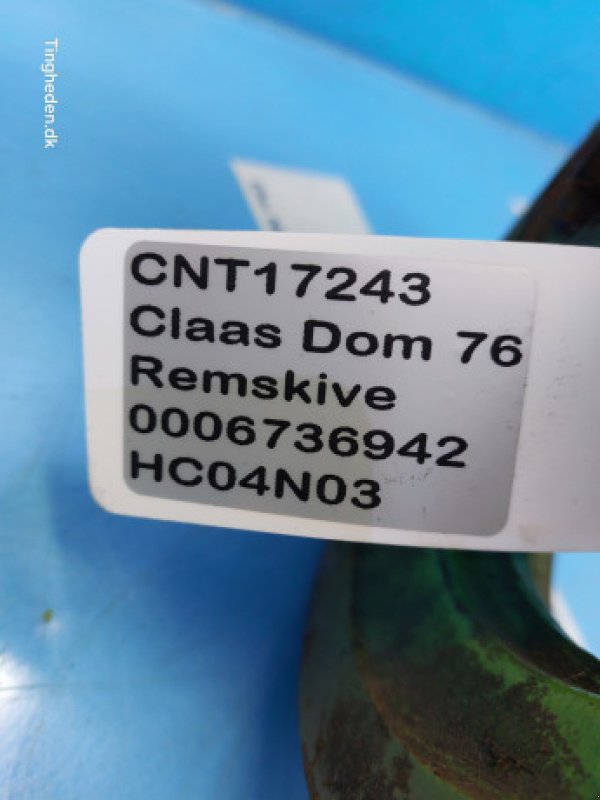 Tingheden.dk
CNT17243
Claas Dom 76
Remskive
0006736942
HC04N03